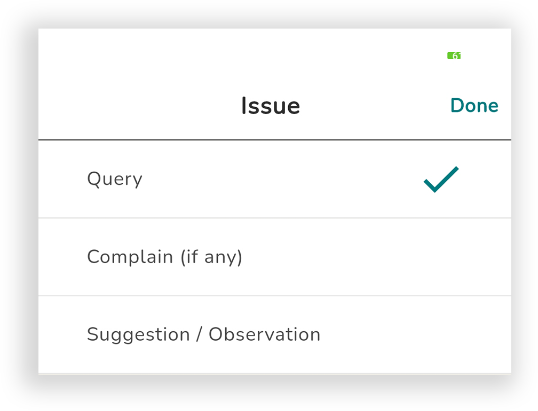 Issue
Done
Query
Complain (if any)
Suggestion / Observation